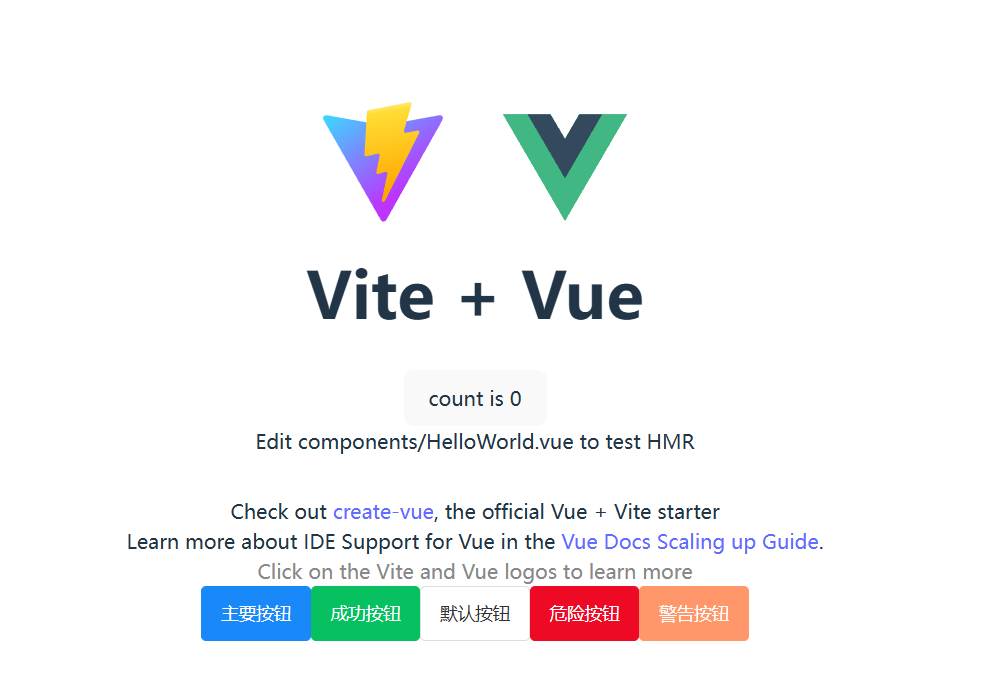 Vite + Vue
count is 0
Edit components/HelloWorld.vue to test HMR
Check out create-vue, the official Vue + Vite starter
Learn more about IDE Support for Vue in the Vue Docs Scaling up Guide.
Click on the Vite and Vue logos to learn more
主要按钮 成功按钮 默认按钮 危险按钮 警告按钮